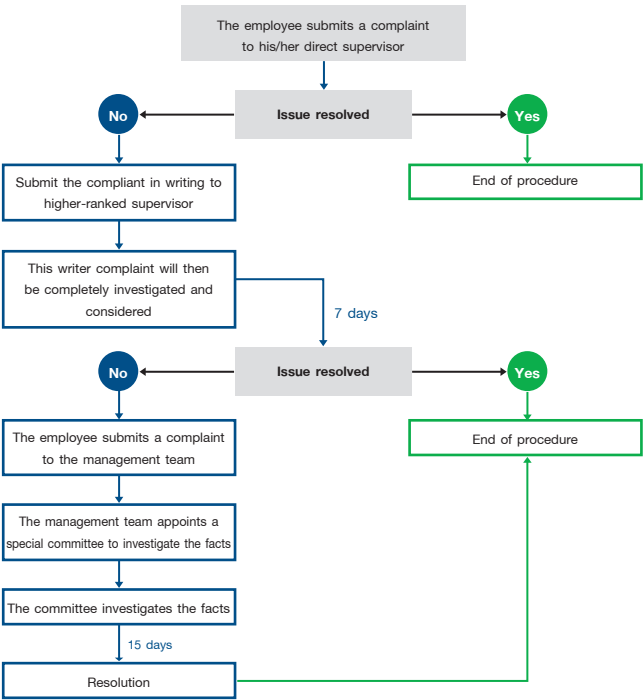 The employee submits a complaint
to his/her direct supervisor
No
Issue resolved
Yes
Submit the compliant in writing to
higher-ranked supervisor
End of procedure
This writer complaint will then
be completely investigated and
considered
7 days
No
Issue resolved
Yes
The employee submits a complaint
to the management team
End of procedure
The management team appoints a
special committee to investigate the facts
The committee investigates the facts
15 days
Resolution